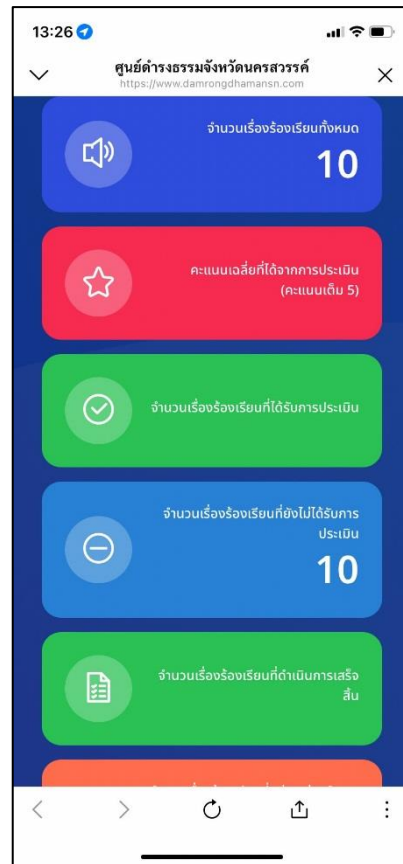 13:26
ศูนย์ดำรงธรรมจังหวัดนครสวรรค์
https://www.damrongdhamansn.com
จำนวนเรื่องร้องเรียนทั้งหมด
10
คะแนนเฉลี่ยที่ได้จากการประเมิน
(คะแนนเต็ม 5)
จำนวนเรื่องร้องเรียนที่ได้รับการประเมิน
จำนวนเรื่องร้องเรียนที่ยังไม่ได้รับการ
ประเมิน
10
จำนวนเรื่องร้องเรียนที่ดำเนินการเสร็จ
สิ้น